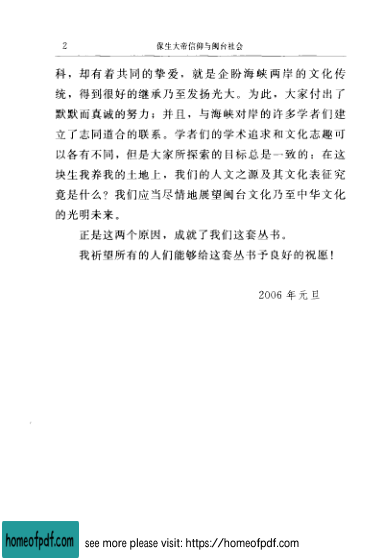 2 保生大帝信仰与闽台社会
科，却有着共同的挚爱，就是企盼海峡两岸的文化传
统，得到很好的继承乃至发扬光大。为此，大家付出了
默默而真诚的努力；并且，与海峡对岸的许多学者们建
立了志同道合的联系。学者们的学术追求和文化志趣可
以各有不同，但是大家所探索的目标总是一致的：在这
块生我养我的土地上，我们的人文之源及其文化表征究
竟是什么？我们应当尽情地展望闽台文化乃至中华文化
的光明未来。
正是这两个原因，成就了我们这套丛书。
我祈望所有的人们能够给这套丛书予良好的祝愿！
2006 年元旦
homeofpdf.com see more please visit: https://homeofpdf.com